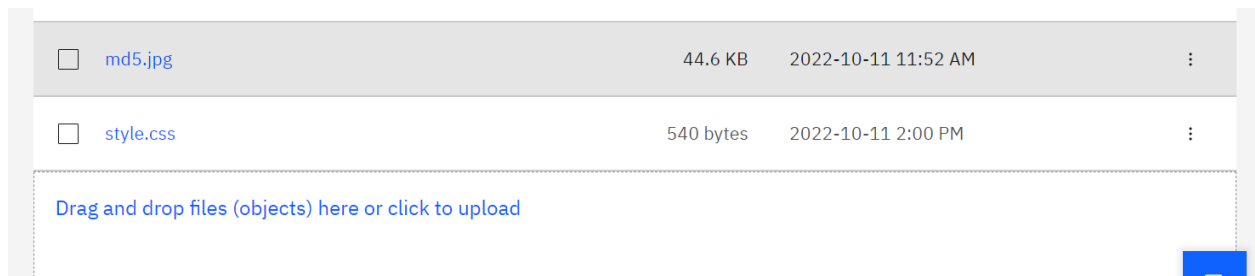 md5.jpg 44.6 KB 2022-10-11 11:52 AM
style.css 540 bytes 2022-10-11 2:00 PM
Drag and drop files (objects) here or click to upload